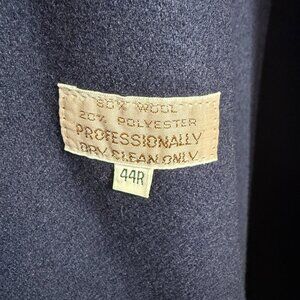 80% WOOL
20% POLYESTER
PROFESSIONALLY
DRY CLEAN ONLY
44R